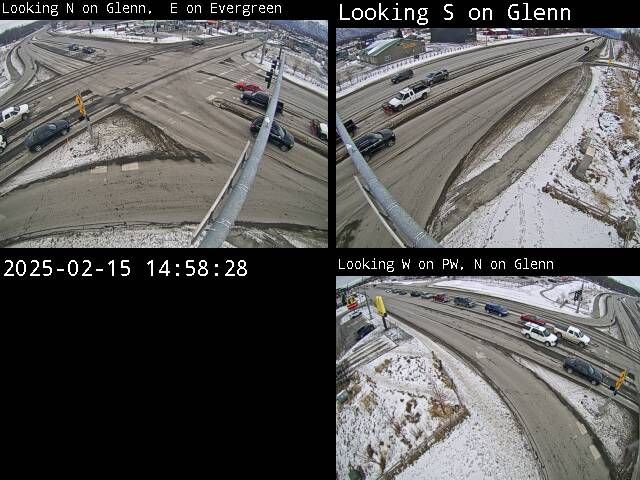 Looking N on Glenn,  E on Evergreen
Looking S on Glenn
2025-02-15 14:58:28
Looking W on PW, N on Glenn